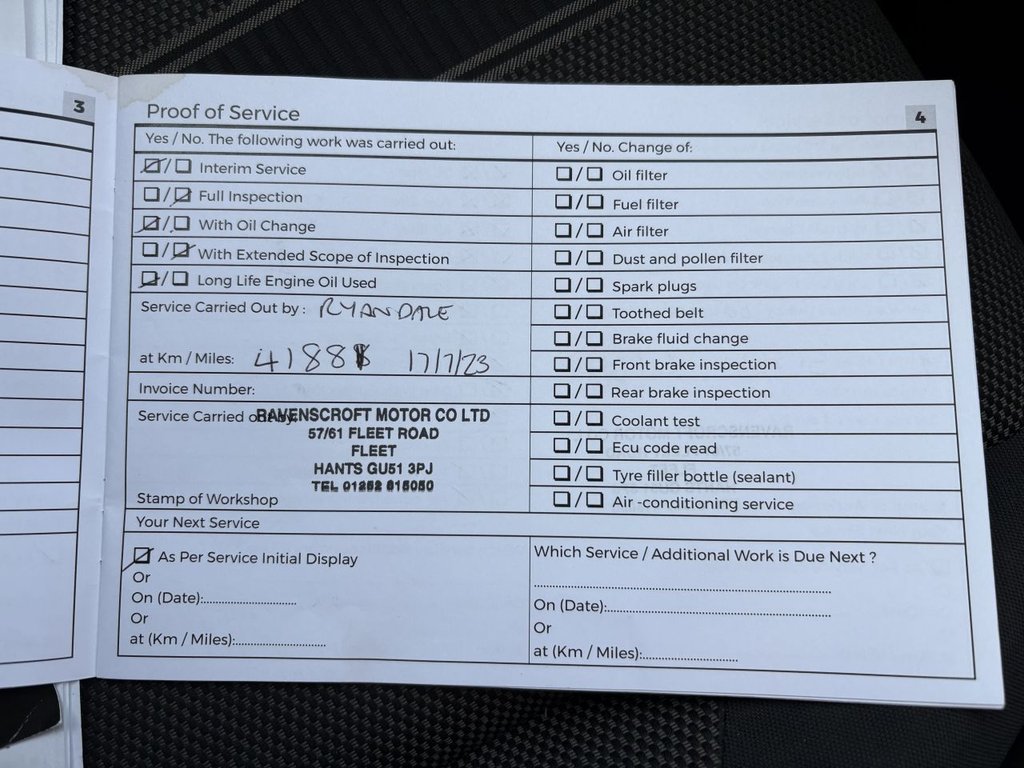 3
Proof of Service
4
Yes / No. The following work was carried out:
Interim Service
Full Inspection
With Oil Change
With Extended Scope of Inspection
Long Life Engine Oil Used
Service Carried Out by: RYAN DALE
at Km / Miles: 4188 17/7/23
Invoice Number:
Service Carried out by:
RAVENSCROFT MOTOR CO LTD
57/61 FLEET ROAD
FLEET
HANTS GU51 3PJ
TEL 01252 815050
Stamp of Workshop
Yes / No. Change of:
Oil filter
Fuel filter
Air filter
Dust and pollen filter
Spark plugs
Toothed belt
Brake fluid change
Front brake inspection
Rear brake inspection
Coolant test
Ecu code read
Tyre filler bottle (sealant)
Air -conditioning service
Your Next Service
As Per Service Initial Display
Or
On (Date):
Or
at (Km / Miles):
Which Service / Additional Work is Due Next ?
On (Date):
Or
at (Km / Miles):